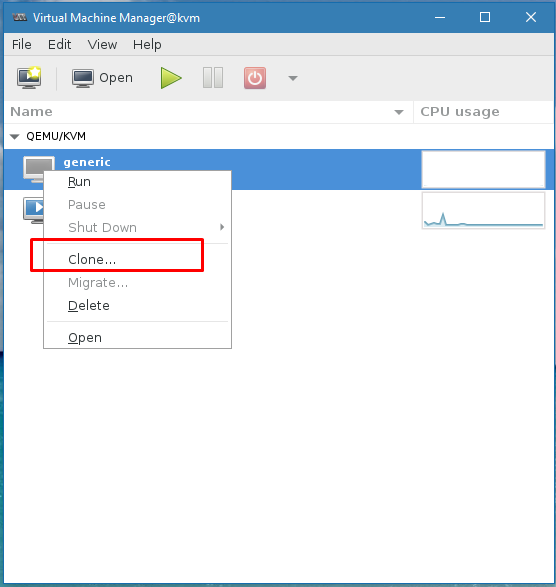 Virtual Machine Manager@kvm
File Edit View Help
Open
Name CPU usage
QEMU/KVM
generic
Run
Pause
Shut Down
Clone...
Migrate...
Delete
Open